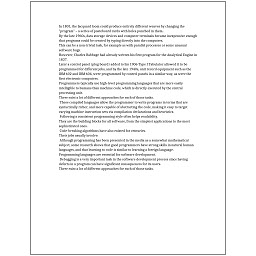 In 1801, the Jacquard loom could produce entirely different weaves by changing the
"program" – a series of pasteboard cards with holes punched in them.
By the late 1960s, data storage devices and computer terminals became inexpensive enough
that programs could be created by typing directly into the computers.
This can be a non-trivial task, for example as with parallel processes or some unusual
software bugs.
However, Charles Babbage had already written his first program for the Analytical Engine in
1837.
Later a control panel (plug board) added to his 1906 Type I Tabulator allowed it to be
programmed for different jobs, and by the late 1940s, unit record equipment such as the
IBM 602 and IBM 604, were programmed by control panels in a similar way, as were the
first electronic computers.
Programmers typically use high-level programming languages that are more easily
intelligible to humans than machine code, which is directly executed by the central
processing unit.
There exist a lot of different approaches for each of those tasks.
These compiled languages allow the programmer to write programs in terms that are
syntactically richer, and more capable of abstracting the code, making it easy to target
varying machine instruction sets via compilation declarations and heuristics.
Following a consistent programming style often helps readability.
They are the building blocks for all software, from the simplest applications to the most
sophisticated ones.
Code-breaking algorithms have also existed for centuries.
Their jobs usually involve:
Although programming has been presented in the media as a somewhat mathematical
subject, some research shows that good programmers have strong skills in natural human
languages, and that learning to code is similar to learning a foreign language.
Programming languages are essential for software development.
Debugging is a very important task in the software development process since having
defects in a program can have significant consequences for its users.
There exist a lot of different approaches for each of those tasks.